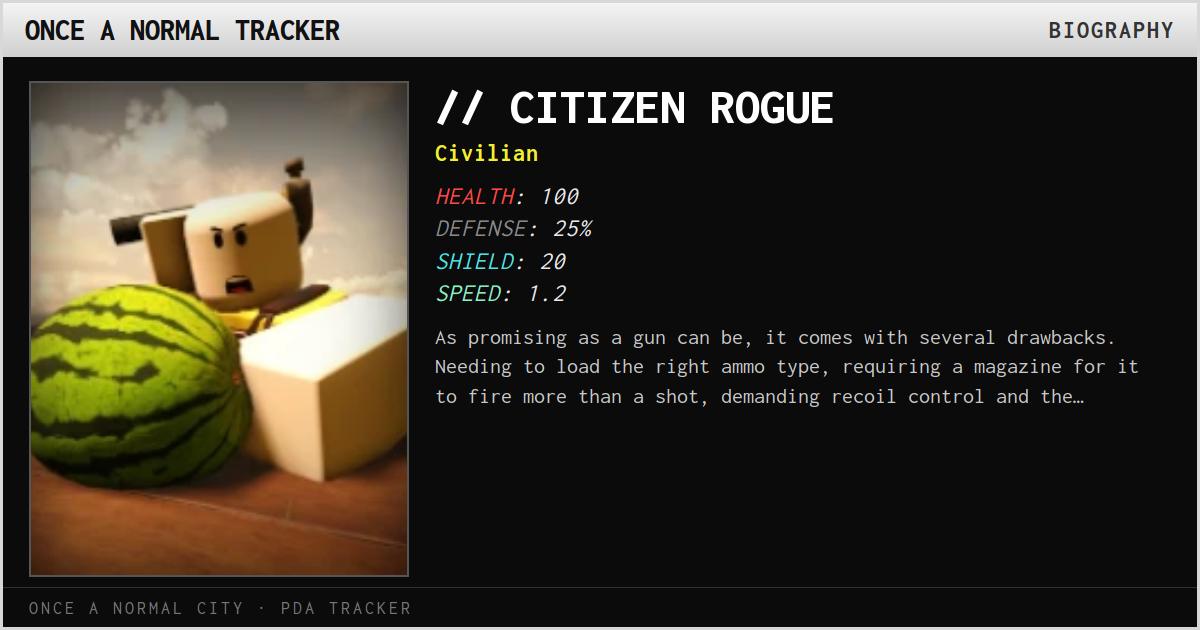 ONCE A NORMAL TRACKER
BIOGRAPHY
// CITIZEN ROGUE
Civilian
HEALTH: 100
DEFENSE: 25%
SHIELD: 20
SPEED: 1.2
As promising as a gun can be, it comes with several drawbacks.
Needing to load the right ammo type, requiring a magazine for it
to fire more than a shot, demanding recoil control and the…
ONCE A NORMAL CITY · PDA TRACKER